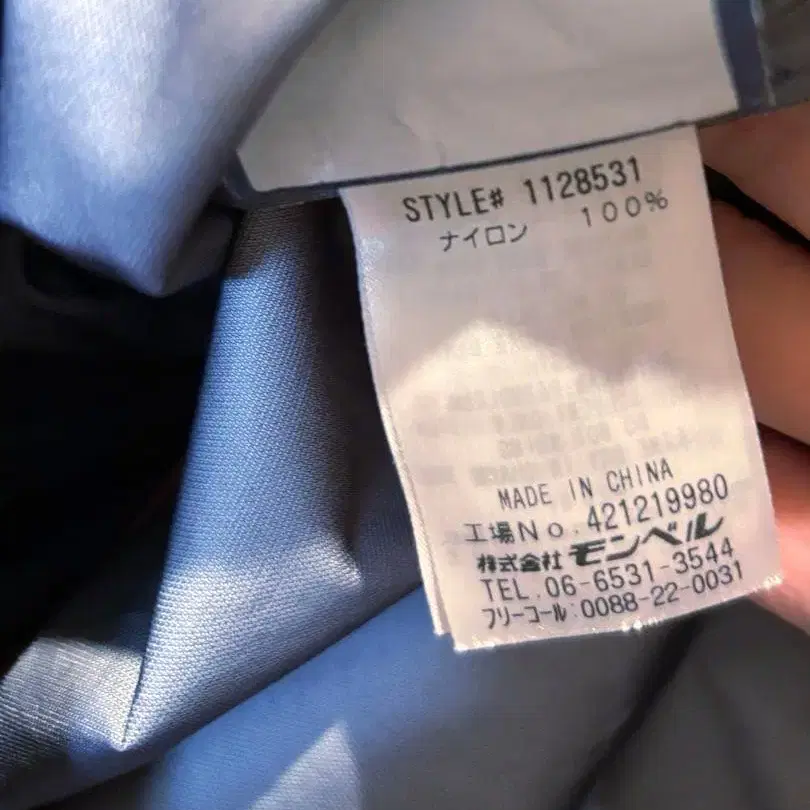 STYLE# 1128531
ナイロン 100%
MADE IN CHINA
工場No.421219980
株式会社 モンベル
TEL.06-6531-3544
フリーコール:0088-22-0031